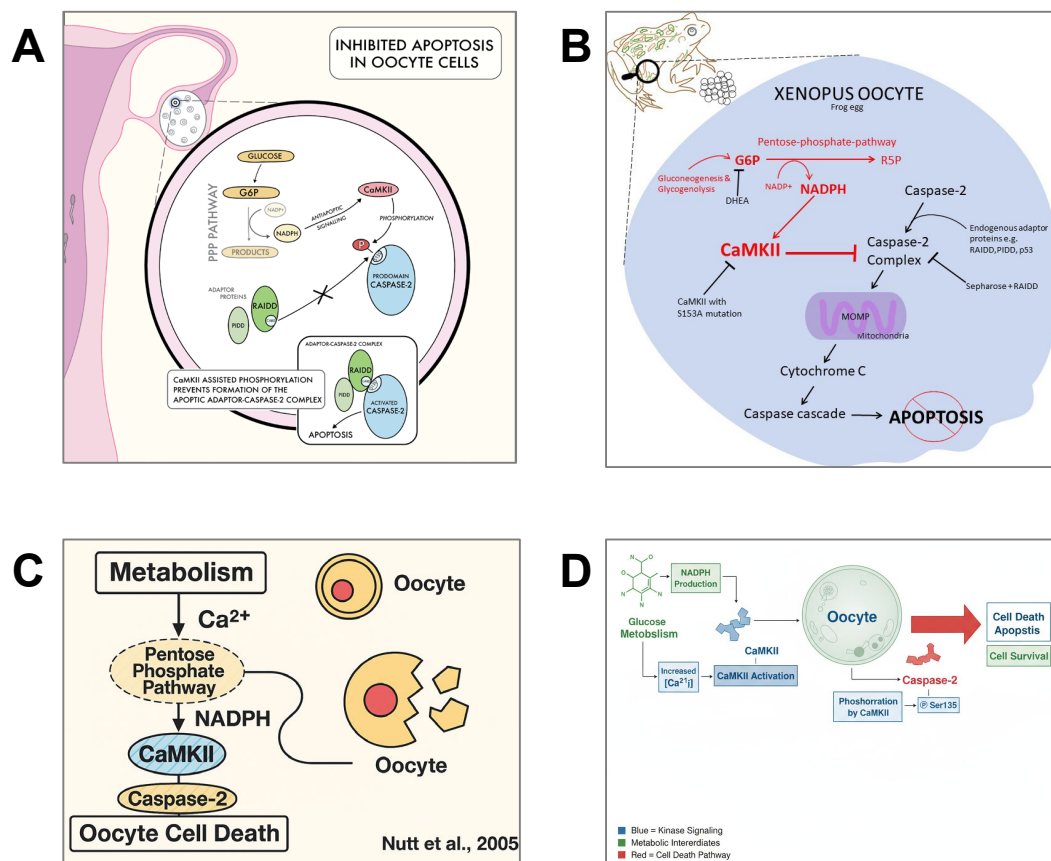 A
INHIBITED APOPTOSIS
IN OOCYTE CELLS
GLUCOSE
G6P
NADP+
NADPH
PRODUCTS
PPP PATHWAY
ANTIAPOPTIC
SIGNALLING
CaMKII
PHOSPHORYLATION
P
PRODOMAIN
CASPASE-2
ADAPTOR
PROTEINS
RAIDD
CARD
PIDD
CaMKII ASSISTED PHOSPHORYLATION
PREVENTS FORMATION OF THE
APOPTIC ADAPTOR-CASPASE-2 COMPLEX
ADAPTOR-CASPASE-2 COMPLEX
RAIDD
PIDD
ACTIVATED
CASPASE-2
APOPTOSIS
B
XENOPUS OOCYTE
Frog egg
Pentose-phosphate-pathway
G6P
R5P
Gluconeogenesis &
Glycogenolysis
NADP+
NADPH
DHEA
Caspase-2
Endogenous adaptor
proteins e.g.
RAIDD, PIDD, p53
CaMKII
Caspase-2
Complex
Sepharose + RAIDD
CaMKII with
S153A mutation
MOMP
Mitochondria
Cytochrome C
Caspase cascade
APOPTOSIS
C
Metabolism
Ca²⁺
Pentose
Phosphate
Pathway
NADPH
CaMKII
Caspase-2
Oocyte Cell Death
Oocyte
Oocyte
Nutt et al., 2005
D
O
O
N
N
N
NADPH
Production
Glucose
Metobslism
CaMKII
Increased
[Ca²¹i]
CaMKII Activation
Oocyte
Cell Death
Apopstis
Cell Survival
Caspase-2
Phoshorration
by CaMKII
Ⓟ Ser135
Blue = Kinase Signaling
Metabolic Interdiates
Red = Cell Death Pathway